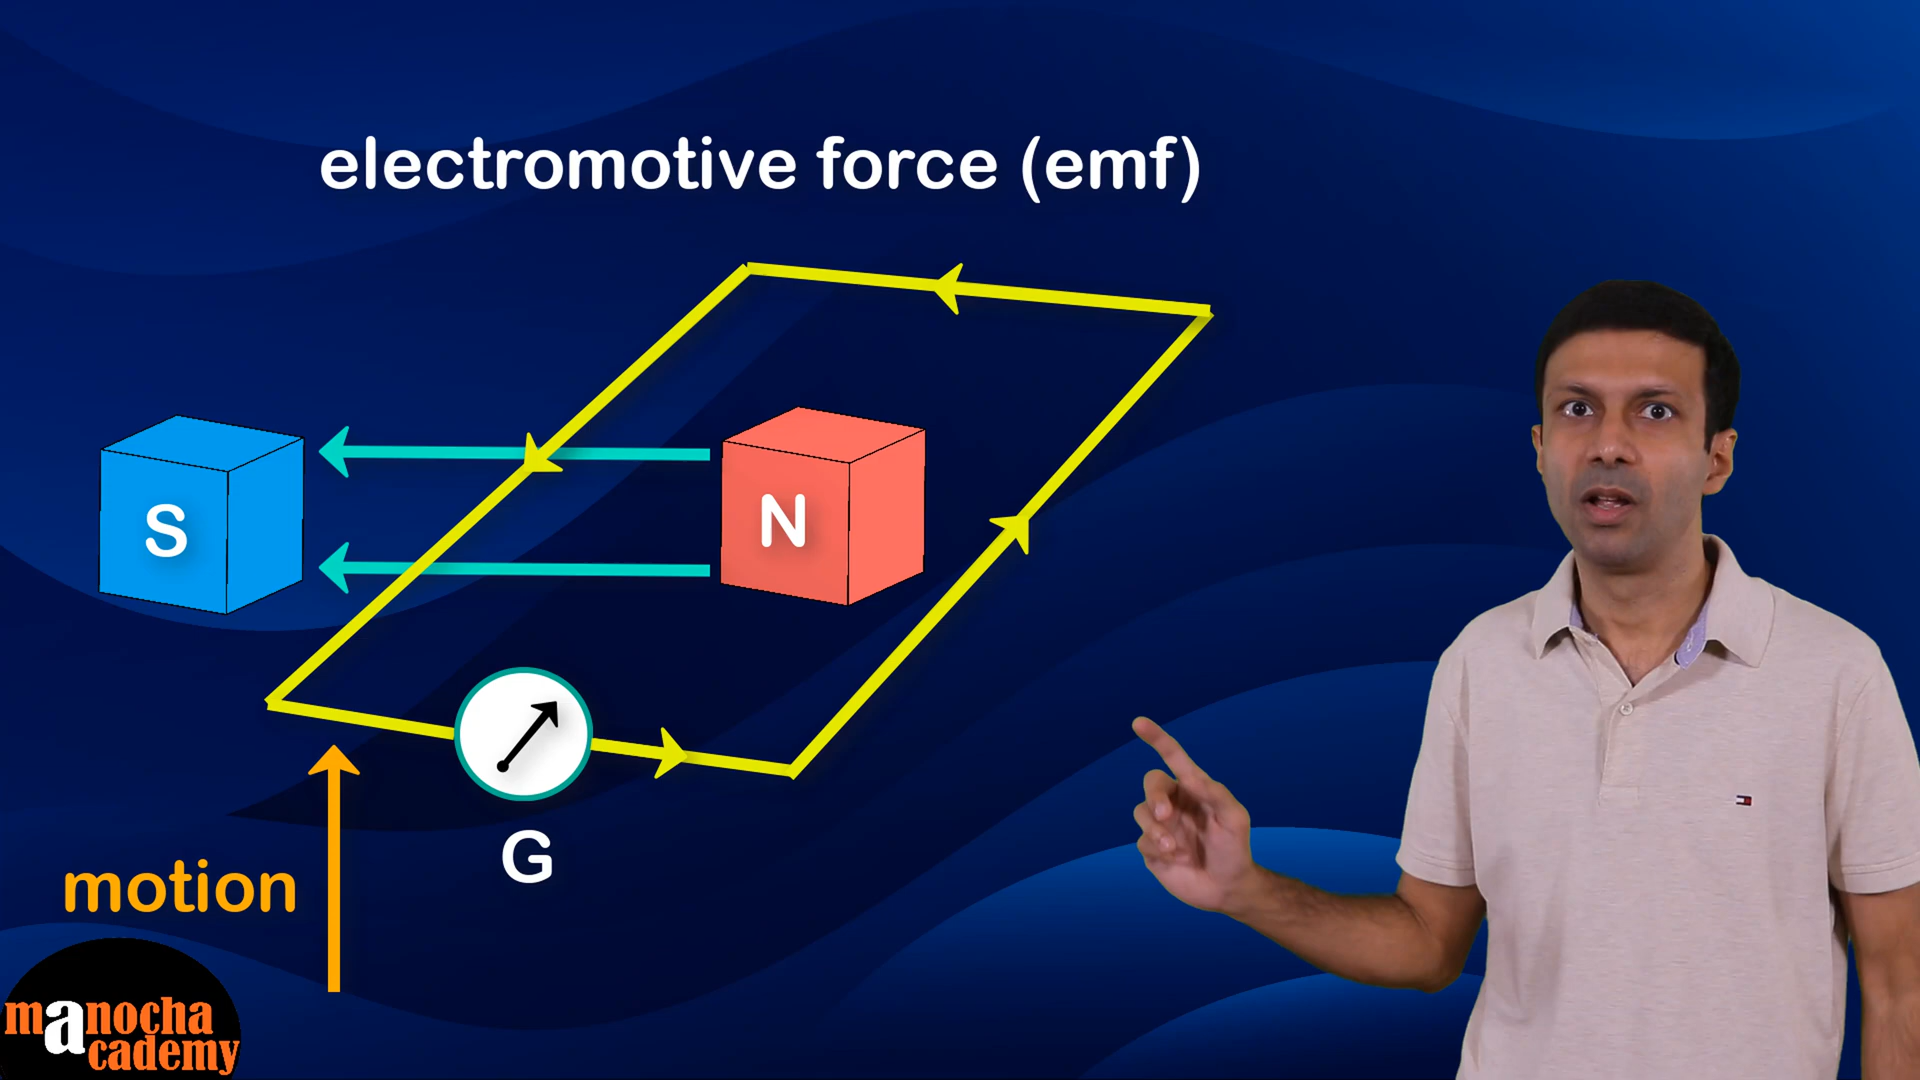 electromotive force (emf)
S
N
G
motion
manocha
academy